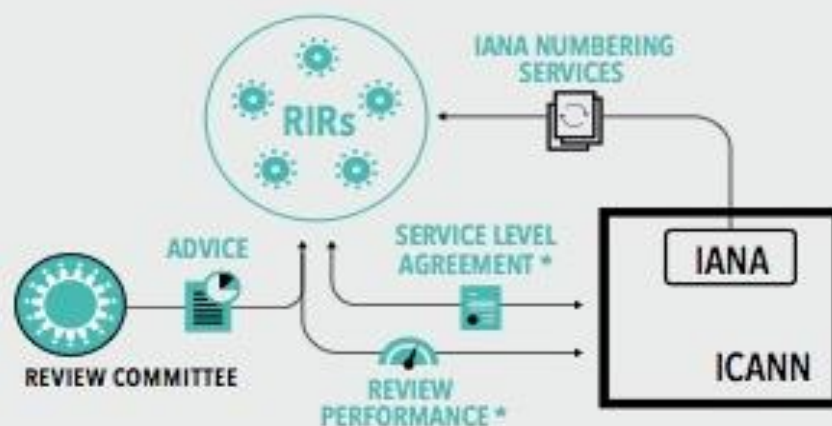 IANA NUMBERING
SERVICES
RIRs
ADVICE
SERVICE LEVEL
AGREEMENT *
IANA
REVIEW COMMITTEE
ICANN
REVIEW
PERFORMANCE *